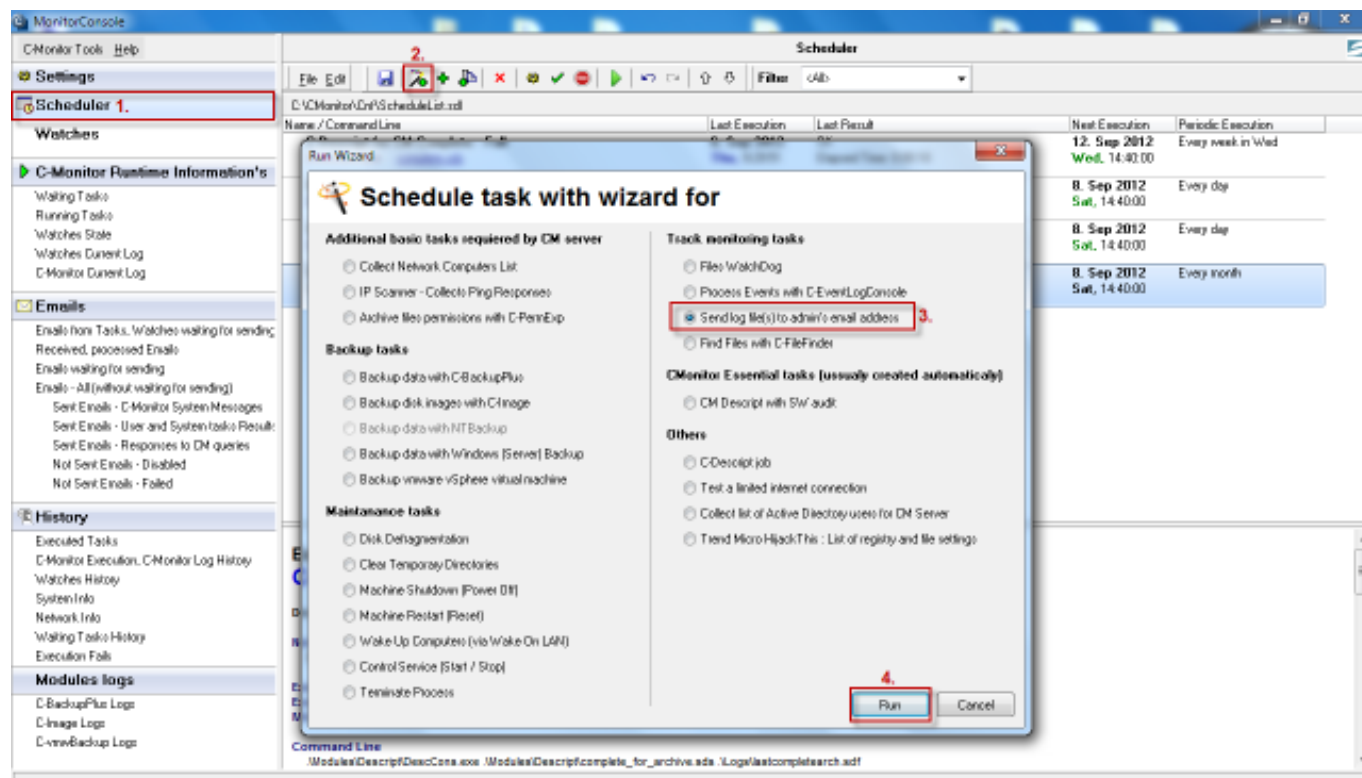 MonitorConsole
C-Monitor Tools Help
Scheduler
2.
Settings
File Edit
Filter <All>
Scheduler 1.
C:\CMonitor\Cnf\ScheduleList.sdl
Watches
Name / Command Line Last Execution Last Result Next Execution Periodic Execution
12. Sep 2012 Every week in Wed
Wed, 14:40:00
8. Sep 2012 Every day
Sat, 14:40:00
8. Sep 2012 Every day
Sat, 14:40:00
8. Sep 2012 Every month
Sat, 14:40:00
C-Monitor Runtime Information's
Waiting Tasks
Running Tasks
Watches State
Watches Current Log
C-Monitor Current Log
Emails
Emails from Tasks, Watches waiting for sending
Received, processed Emails
Emails waiting for sending
Emails - All (without waiting for sending)
Sent Emails - C-Monitor System Messages
Sent Emails - User and System tasks Results
Sent Emails - Responses to CM queries
Not Sent Emails - Disabled
Not Sent Emails - Failed
History
Executed Tasks
C-Monitor Execution, C-Monitor Log History
Watches History
System Info
Network Info
Waiting Tasks History
Execution Fails
Modules logs
C-BackupPlus Logs
C-Image Logs
C-vmwBackup Logs
Run Wizard
Schedule task with wizard for
Additional basic tasks requiered by CM server
Collect Network Computers List
IP Scanner - Collects Ping Responses
Archive files permissions with C-PermExp
Backup tasks
Backup data with C-BackupPlus
Backup disk images with C-Image
Backup data with NT Backup
Backup data with Windows (Server) Backup
Backup vmware vSphere virtual machine
Maintanance tasks
Disk Defragmentation
Clear Temporary Directories
Machine Shutdown (Power Off)
Machine Restart (Reset)
Wake Up Computers (via Wake On LAN)
Control Service (Start / Stop)
Terminate Process
Track monitoring tasks
Files WatchDog
Process Events with C-EventLogConsole
Send log file(s) to admin's email address 3.
Find Files with C-FileFinder
CMonitor Essential tasks (ussualy created automaticaly)
CM Descript with SW audit
Others
C-Descript job
Test a limited internet connection
Collect list of Active Directory users for CM Server
Trend Micro HijackThis : List of registry and file settings
4.
Run Cancel
Command Line
.\Modules\Descript\DescCons.exe .\Modules\Descript\complete_for_archive.sda .\Logs\lastcompletearch.sdf